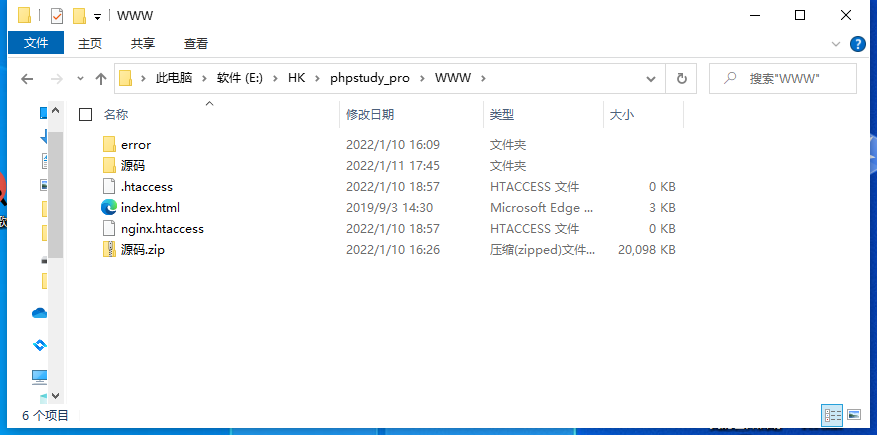 WWW
文件 主页 共享 查看
此电脑 软件 (E:) HK phpstudy_pro WWW 搜索"WWW"
名称 修改日期 类型 大小
error 2022/1/10 16:09 文件夹
源码 2022/1/11 17:45 文件夹
.htaccess 2022/1/10 18:57 HTACCESS 文件 0 KB
index.html 2019/9/3 14:30 Microsoft Edge ... 3 KB
nginx.htaccess 2022/1/10 18:57 HTACCESS 文件 0 KB
源码.zip 2022/1/10 16:26 压缩(zipped)文件... 20,098 KB
6 个项目